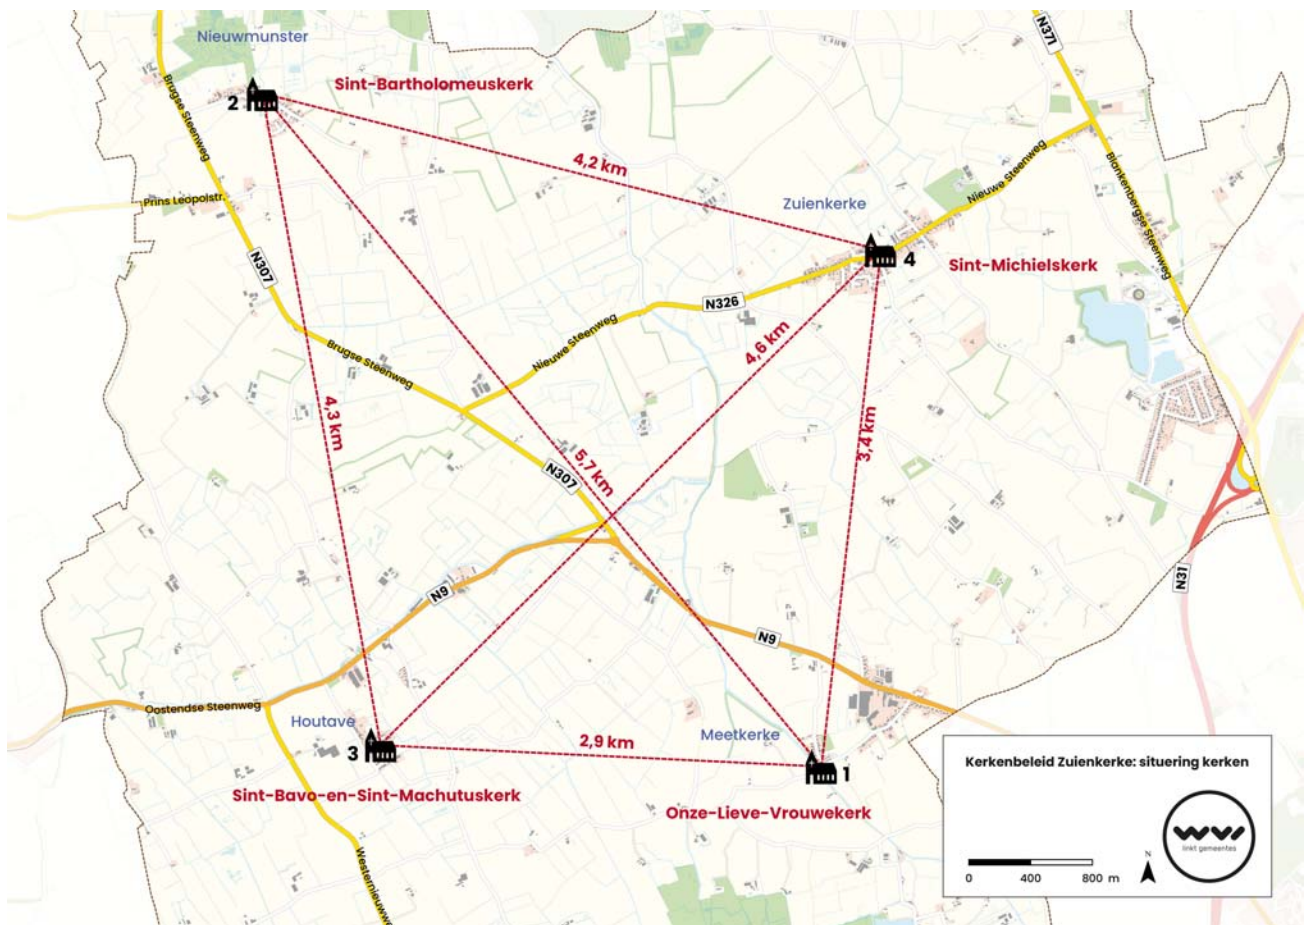 Nieuwmunster
N371
Brugse Steenweg
Sint-Bartholomeuskerk
2
4,2 km
Nieuwe Steenweg
Blankenbergse Steenweg
Prins Leopolstr.
Zuienkerke
N307
4
Sint-Michielskerk
N326
Nieuwe Steenweg
4,6 km
Brugse Steenweg
4,3 km
3,4 km
5,7 km
N307
N31
N9
N9
Oostendse Steenweg
Houtave
Meetkerke
3
2,9 km
1
Sint-Bavo-en-Sint-Machutuskerk
Onze-Lieve-Vrouwekerk
Westernieuww
Kerkenbeleid Zuienkerke: situering kerken
wvi
linkt gemeentes
N
0 400 800 m